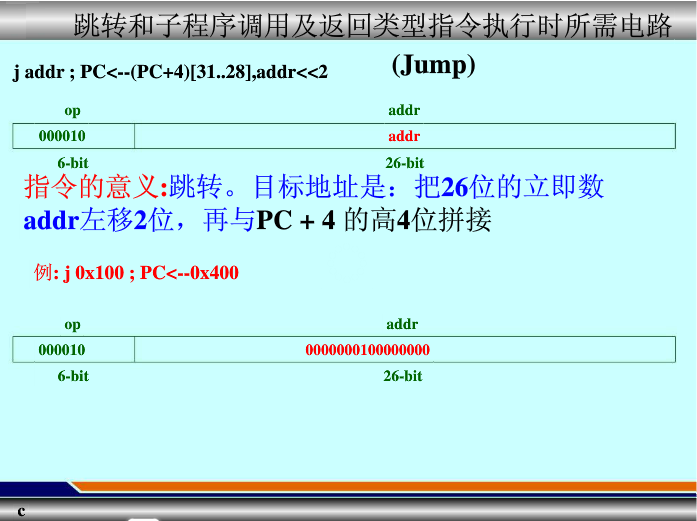 跳转和子程序调用及返回类型指令执行时所需电路
j addr ; PC<--(PC+4)[31..28],addr<<2
(Jump)
op addr
000010 addr
6-bit 26-bit
指令的意义:跳转。目标地址是：把26位的立即数
addr左移2位，再与PC + 4 的高4位拼接
例: j 0x100 ; PC<--0x400
op addr
000010 0000000100000000
6-bit 26-bit
c